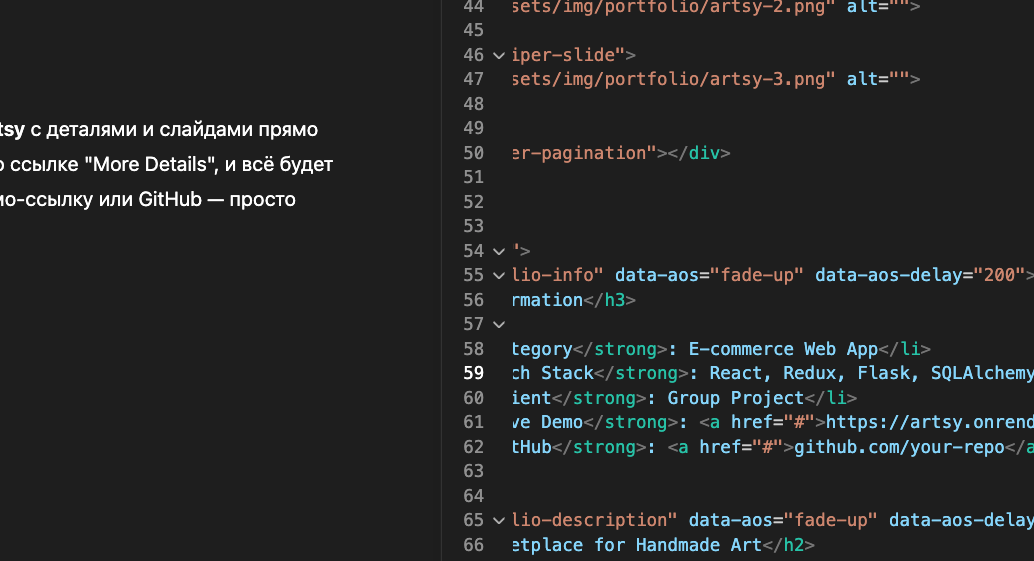 tsy с деталями и слайдами прямо
о ссылке "More Details", и всё будет
мо-ссылку или GitHub — просто
44 sets/img/portfolio/artsy-2.png" alt="">
45
46 iper-slide">
47 sets/img/portfolio/artsy-3.png" alt="">
48
49
50 er-pagination"></div>
51
52
53
54 ">
55 lio-info" data-aos="fade-up" data-aos-delay="200">
56 rmation</h3>
57
58 tegory</strong>: E-commerce Web App</li>
59 ch Stack</strong>: React, Redux, Flask, SQLAlchemy
60 ient</strong>: Group Project</li>
61 ve Demo</strong>: <a href="#">https://artsy.onrend
62 tHub</strong>: <a href="#">github.com/your-repo</a
63
64
65 lio-description" data-aos="fade-up" data-aos-delay
66 etplace for Handmade Art</h2>